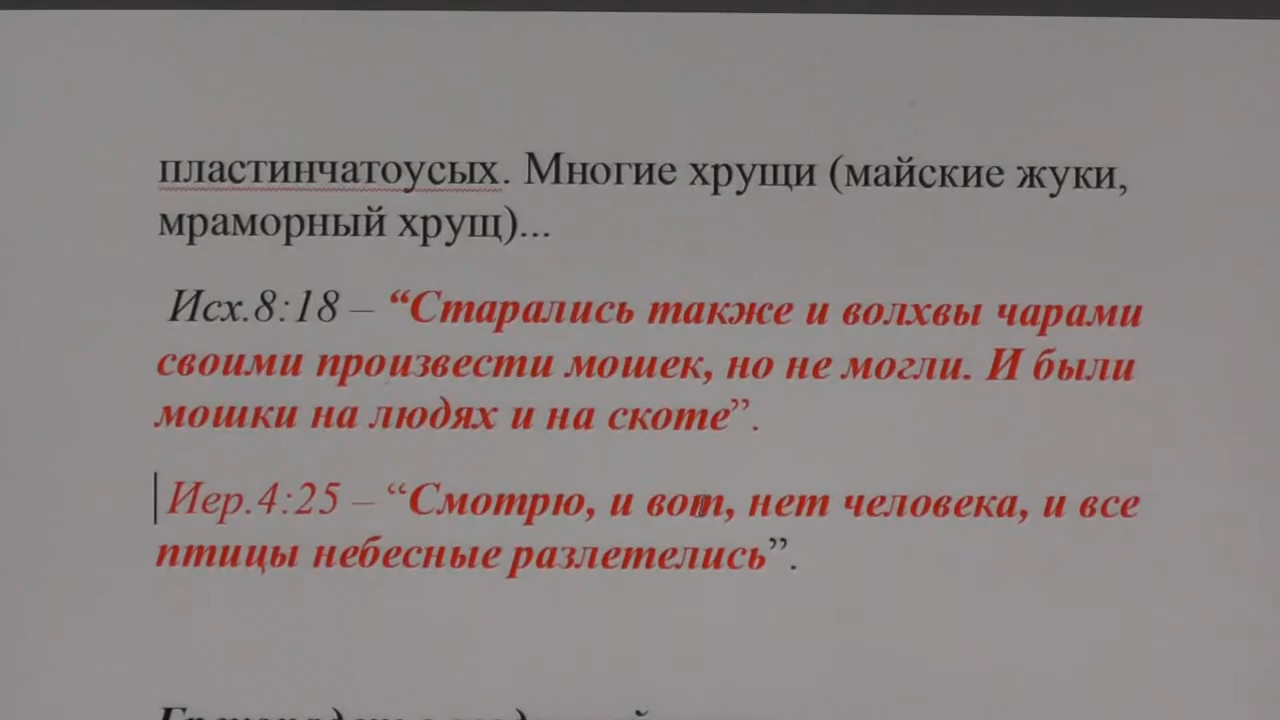 пластинчатоусых. Многие хрущи (майские жуки,
мраморный хрущ)...
Исх.8:18 – “Старались также и волхвы чарами
своими произвести мошек, но не могли. И были
мошки на людях и на скоте”.
Иер.4:25 – “Смотрю, и вот, нет человека, и все
птицы небесные разлетелись”.